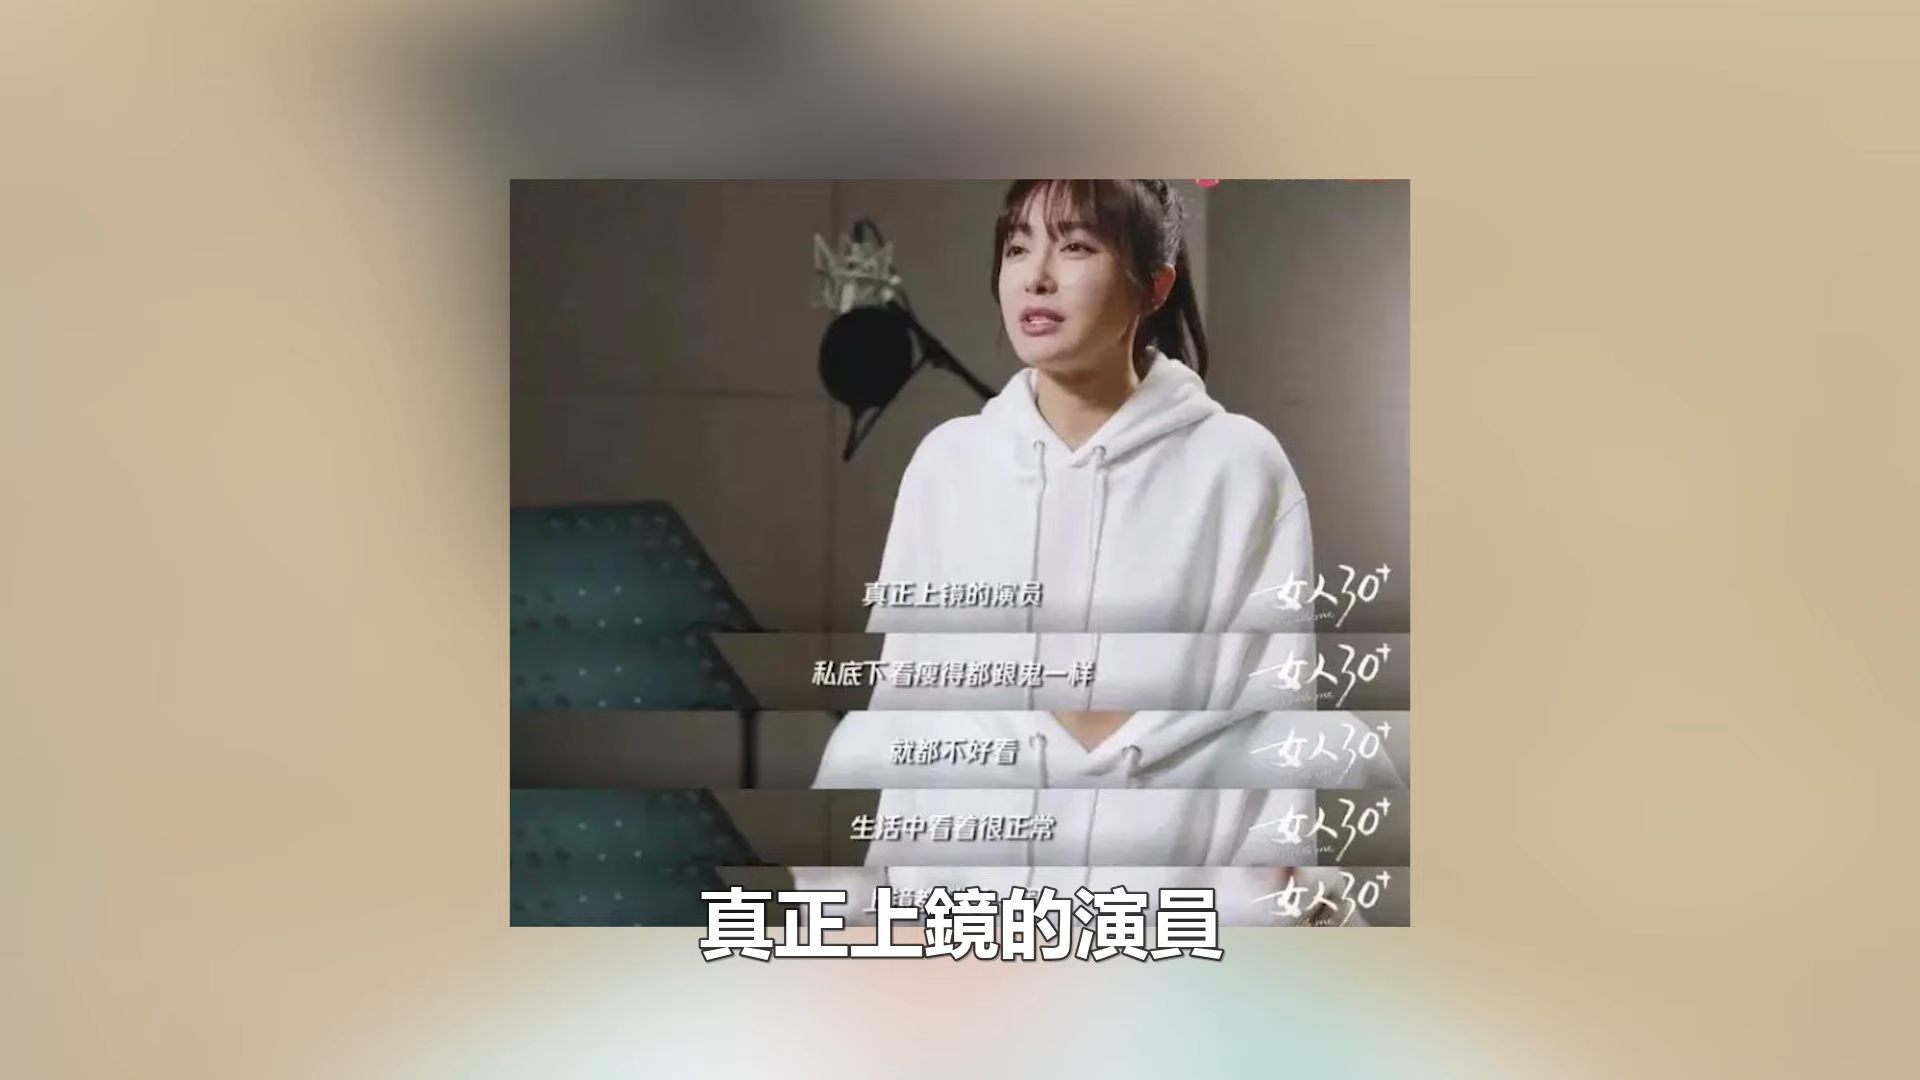 真正上镜的演员
女人30⁺
私底下看瘦得都跟鬼一样
女人30⁺
就都不好看
女人30⁺
生活中看着很正常
女人30⁺
女人30⁺
真正上鏡的演員